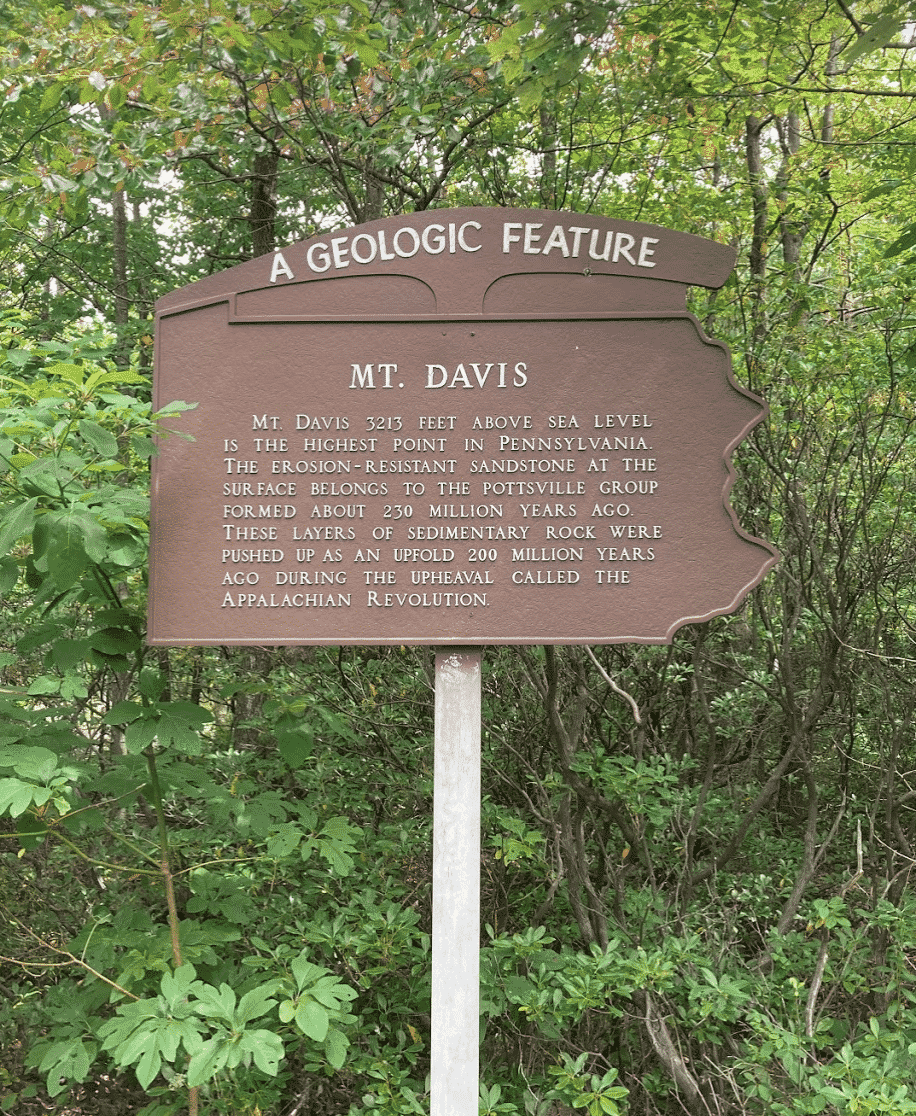 A GEOLOGIC FEATURE
MT. DAVIS
MT. DAVIS 3213 FEET ABOVE SEA LEVEL
IS THE HIGHEST POINT IN PENNSYLVANIA.
THE EROSION-RESISTANT SANDSTONE AT THE
SURFACE BELONGS TO THE POTTSVILLE GROUP
FORMED ABOUT 230 MILLION YEARS AGO.
THESE LAYERS OF SEDIMENTARY ROCK WERE
PUSHED UP AS AN UPFOLD 200 MILLION YEARS
AGO DURING THE UPHEAVAL CALLED THE
APPALACHIAN REVOLUTION.